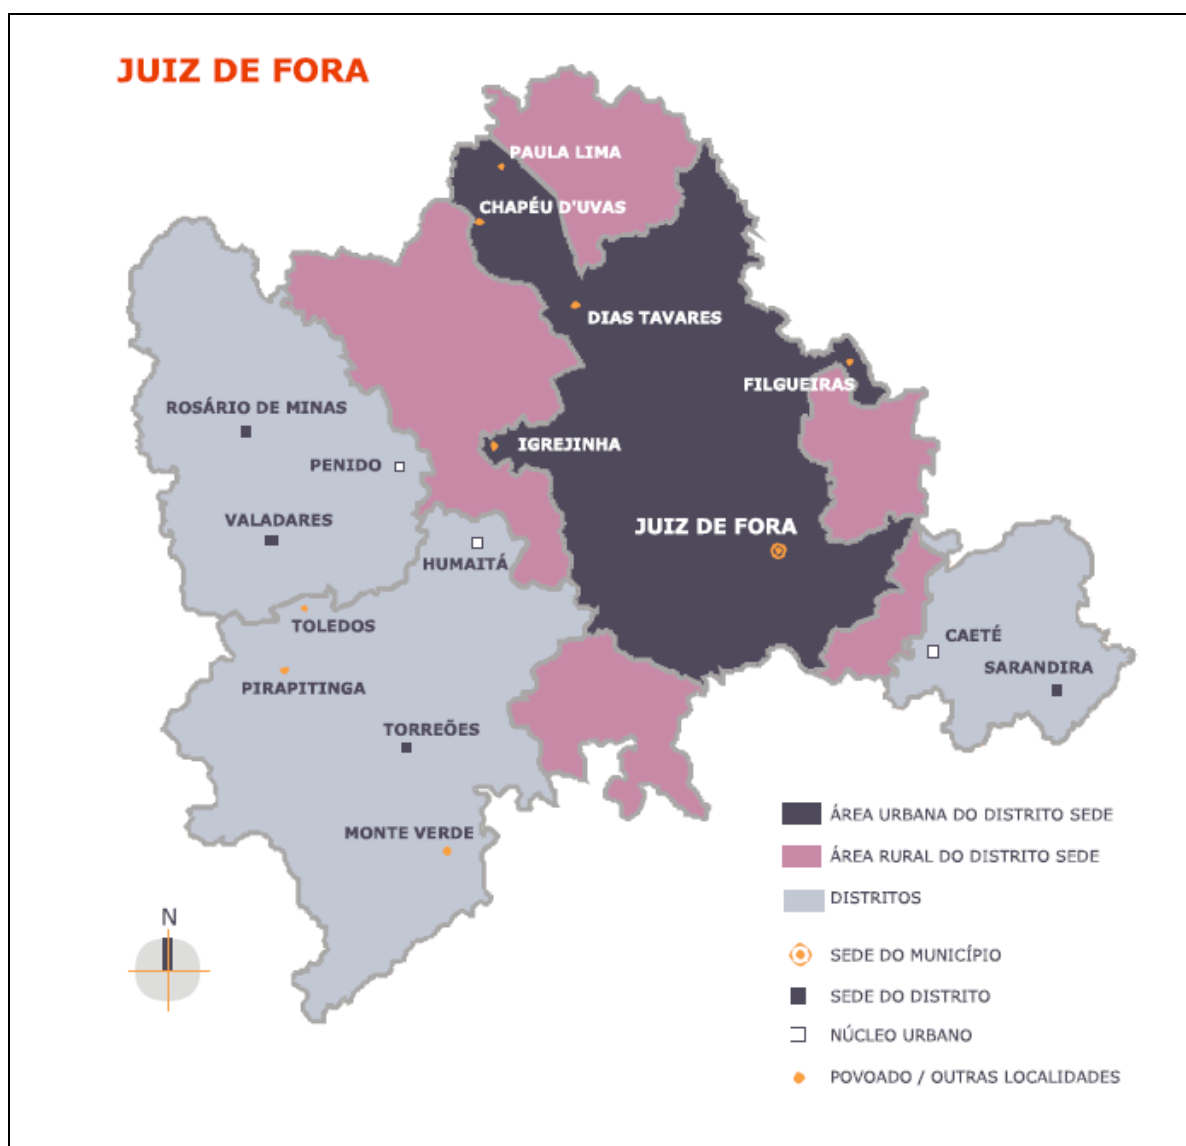 JUIZ DE FORA
PAULA LIMA
CHAPÉU D'UVAS
DIAS TAVARES
FILGUEIRAS
ROSÁRIO DE MINAS
IGREJINHA
PENIDO
VALADARES
JUIZ DE FORA
HUMAITÁ
TOLEDOS
CAETÉ
SARANDIRA
PIRAPITINGA
TORREÕES
MONTE VERDE
ÁREA URBANA DO DISTRITO SEDE
ÁREA RURAL DO DISTRITO SEDE
DISTRITOS
N
SEDE DO MUNICÍPIO
SEDE DO DISTRITO
NÚCLEO URBANO
POVOADO / OUTRAS LOCALIDADES